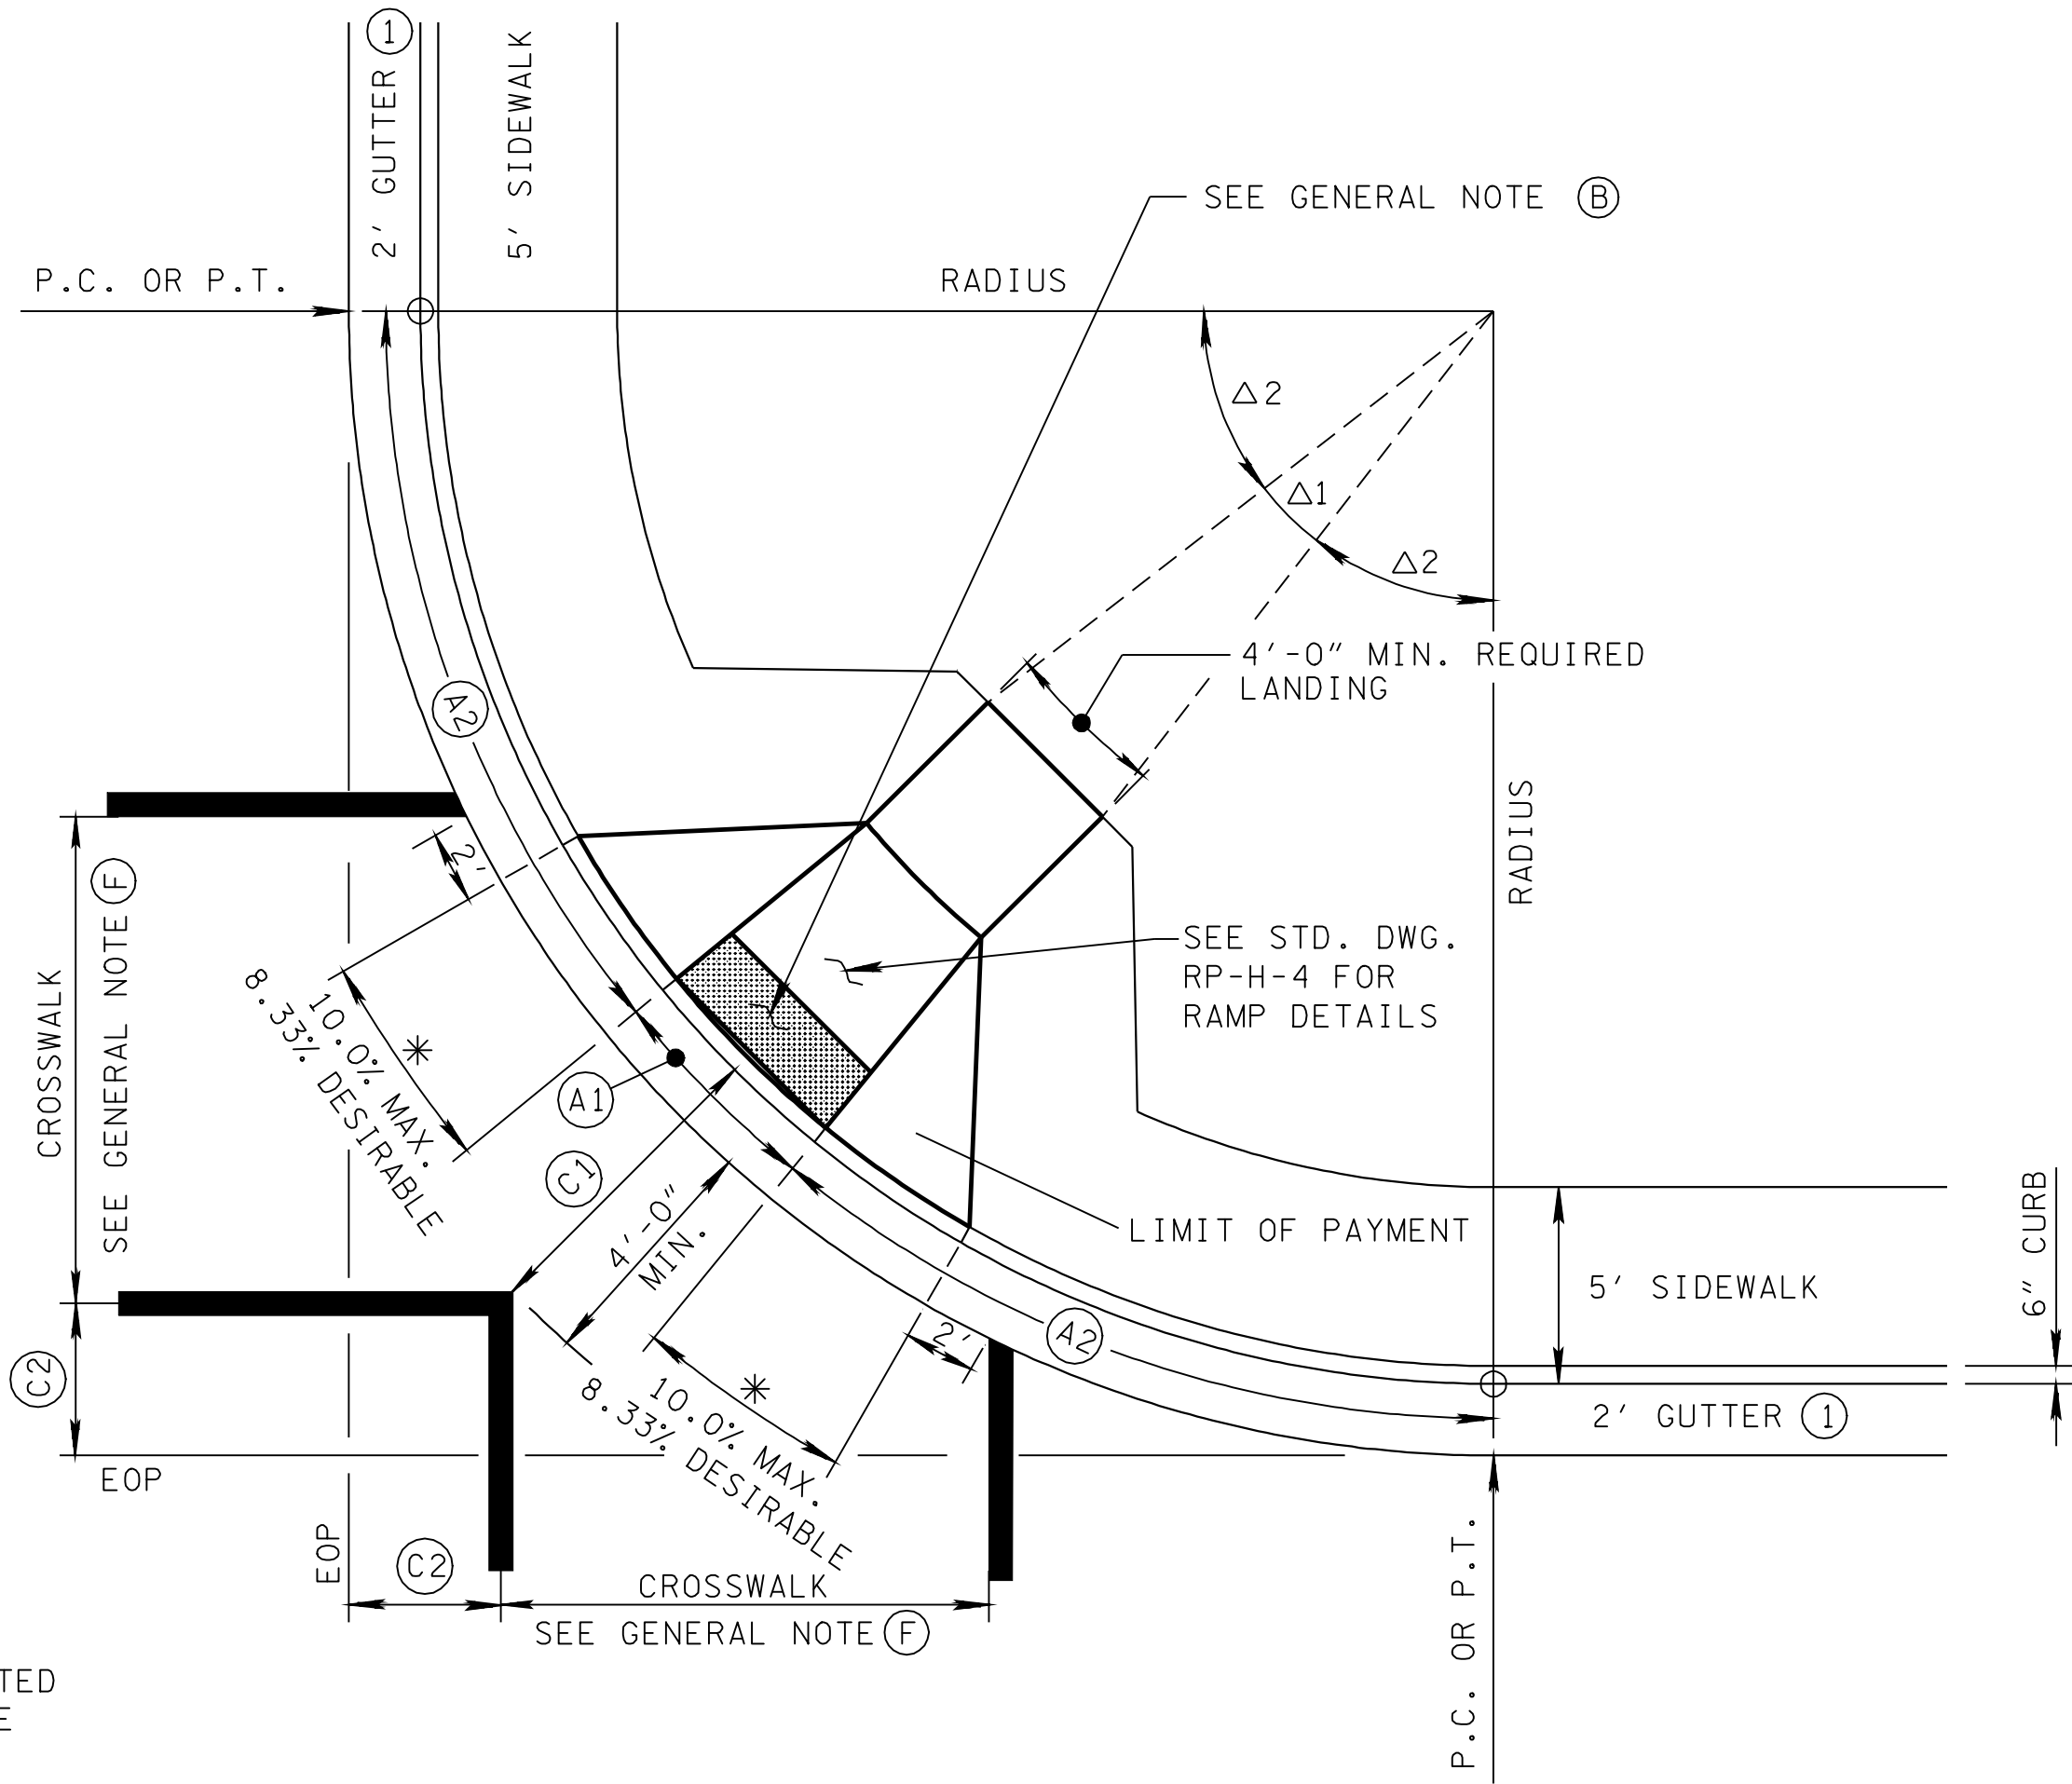 1
2' GUTTER
5' SIDEWALK
SEE GENERAL NOTE B
P.C. OR P.T.
RADIUS
△2
△1
△2
4'-0" MIN. REQUIRED
LANDING
A2
RADIUS
2'
CROSSWALK
SEE GENERAL NOTE F
SEE STD. DWG.
RP-H-4 FOR
RAMP DETAILS
*
10.0% MAX.
8.33% DESIRABLE
A1
C1
4'-0"
MIN.
LIMIT OF PAYMENT
6" CURB
5' SIDEWALK
2'
A2
C2
*
10.0% MAX.
8.33% DESIRABLE
2' GUTTER 1
EOP
EOP
C2
CROSSWALK
SEE GENERAL NOTE F
P.C. OR P.T.
TED
E